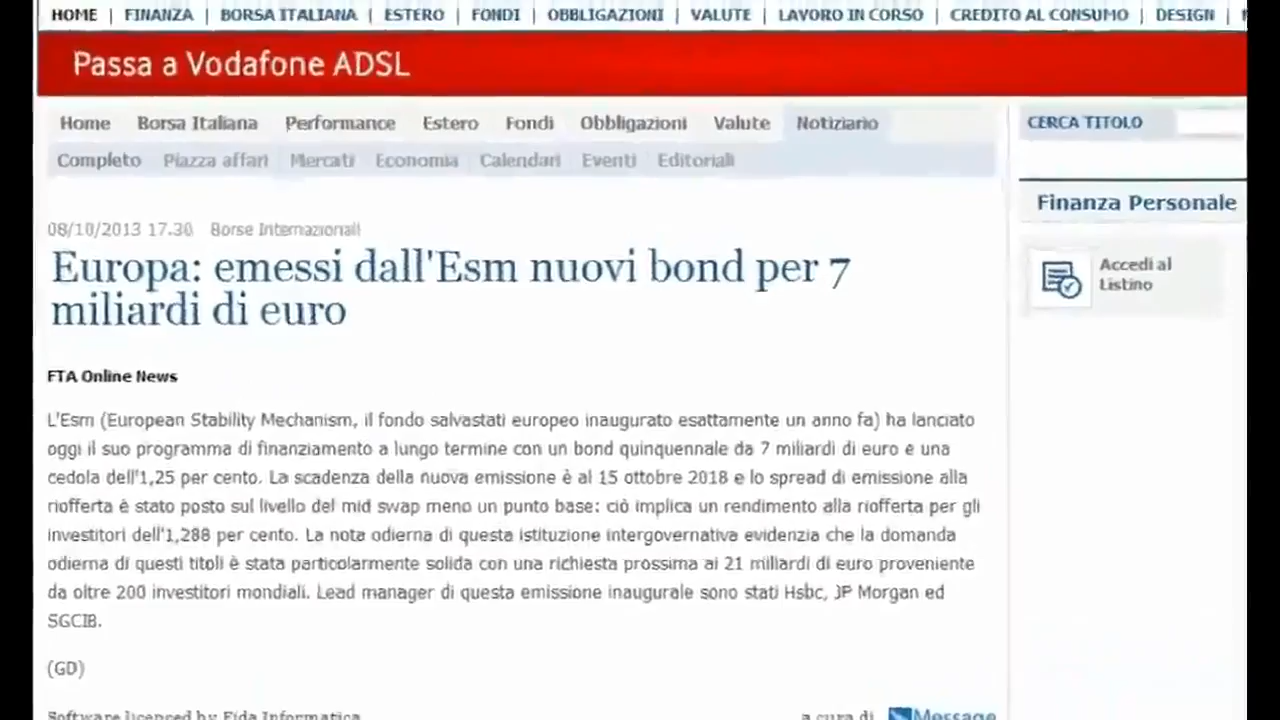 HOME | FINANZA | BORSA ITALIANA | ESTERO | FONDI | OBBLIGAZIONI | VALUTE | LAVORO IN CORSO | CREDITO AL CONSUMO | DESIGN |
Passa a Vodafone ADSL
Home Borsa Italiana Performance Estero Fondi Obbligazioni Valute Notiziario
CERCA TITOLO
Completo Piazza affari Mercati Economia Calendari Eventi Editoriali
Finanza Personale
Accedi al
Listino
08/10/2013 17.30 Borse Internazionali
Europa: emessi dall'Esm nuovi bond per 7
miliardi di euro
FTA Online News
L'Esm (European Stability Mechanism, il fondo salvastati europeo inaugurato esattamente un anno fa) ha lanciato
oggi il suo programma di finanziamento a lungo termine con un bond quinquennale da 7 miliardi di euro e una
cedola dell'1,25 per cento. La scadenza della nuova emissione è al 15 ottobre 2018 e lo spread di emissione alla
riofferta è stato posto sul livello del mid swap meno un punto base: ciò implica un rendimento alla riofferta per gli
investitori dell'1,288 per cento. La nota odierna di questa istituzione intergovernativa evidenzia che la domanda
odierna di questi titoli è stata particolarmente solida con una richiesta prossima ai 21 miliardi di euro proveniente
da oltre 200 investitori mondiali. Lead manager di questa emissione inaugurale sono stati Hsbc, JP Morgan ed
SGCIB.
(GD)
Software licenced by Fida Informatica
a cura di Message